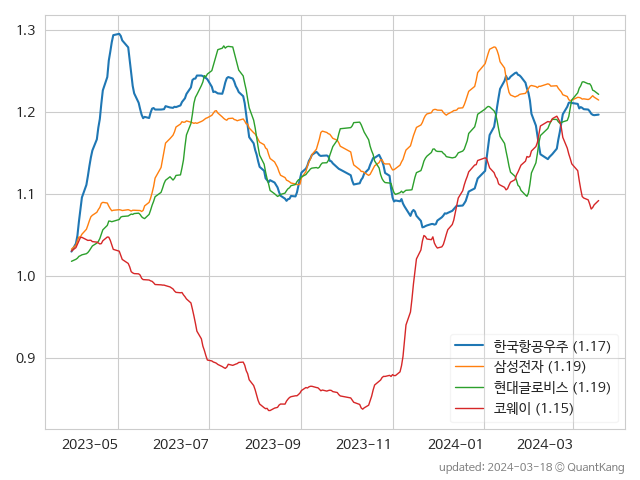 1.3
1.2
1.1
1.0
0.9
한국항공우주 (1.17)
삼성전자 (1.19)
현대글로비스 (1.19)
코웨이 (1.15)
2023-05 2023-07 2023-09 2023-11 2024-01 2024-03
updated: 2024-03-18 @ QuantKang